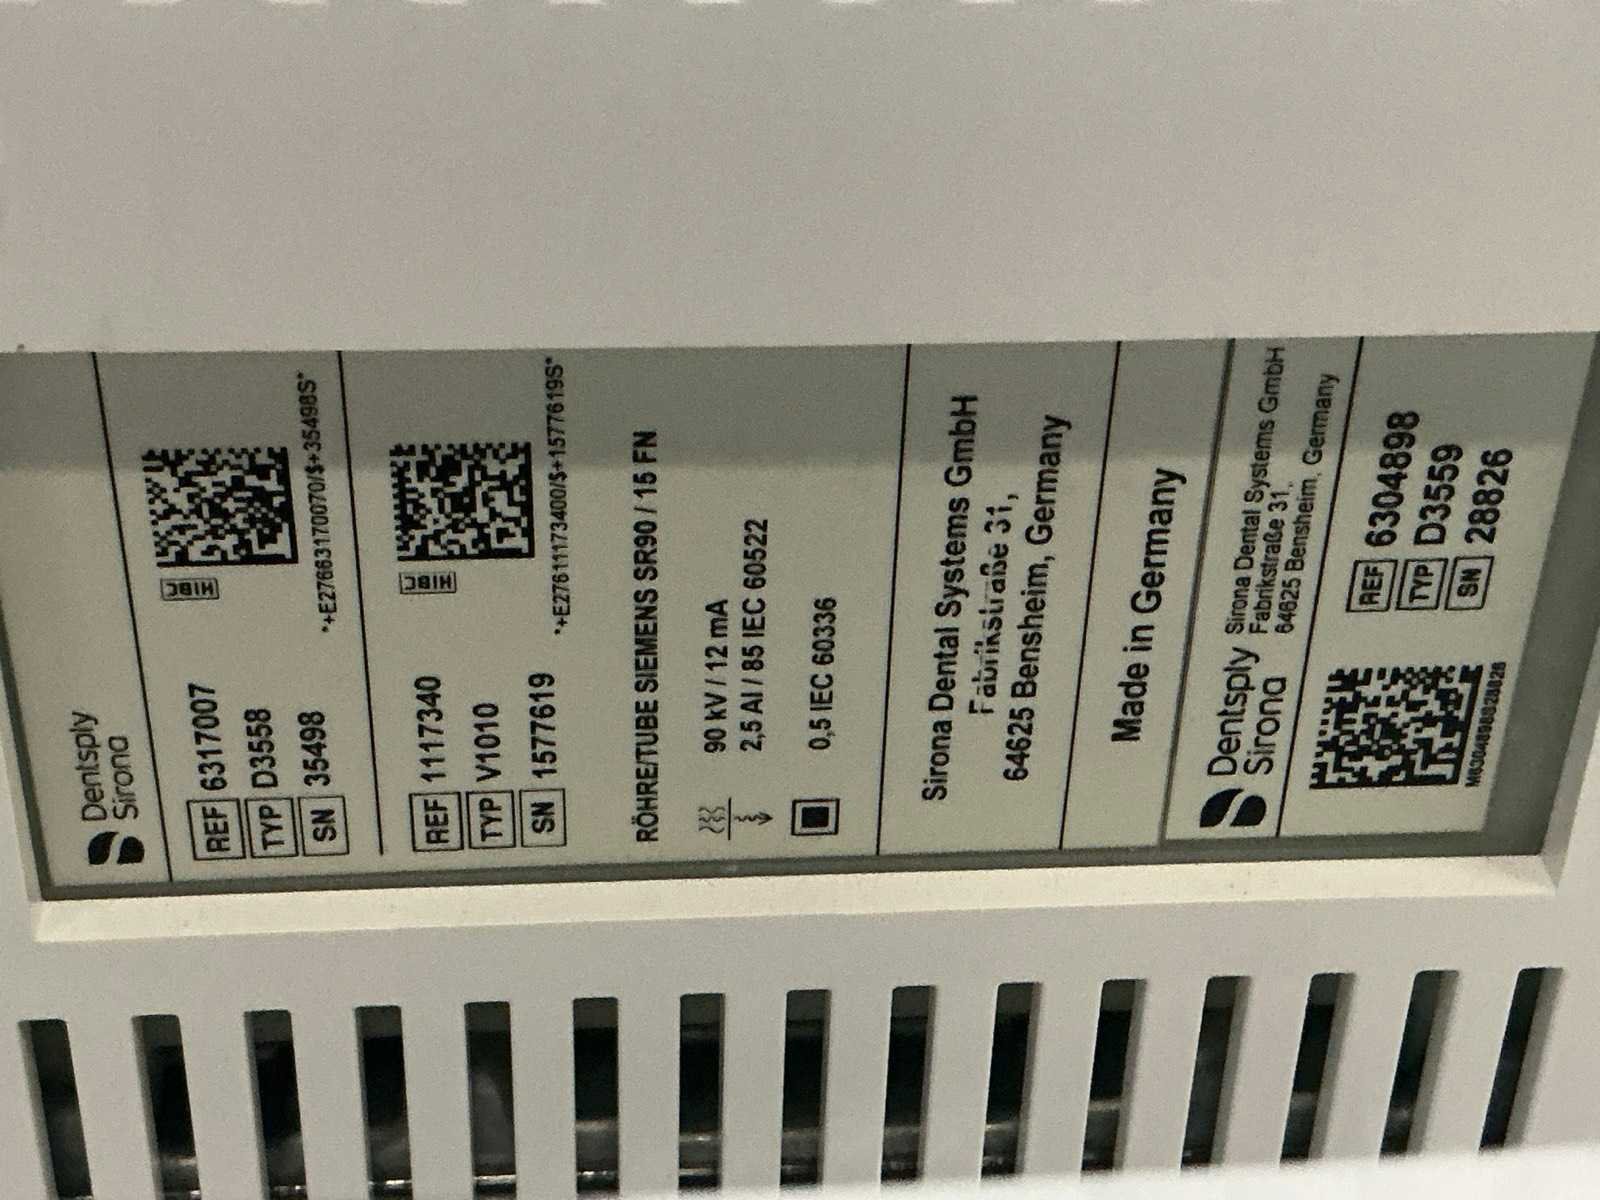 Dentsply
Sirona
REF 6317007
TYP D3558
SN 35498
HIBC
*+E27663170070/$+35498S*
REF 1117340
TYP V1010
SN 1577619
HIBC
*+E27611173400/$+1577619S*
RÖHRE/TUBE SIEMENS SR90 / 15 FN
90 kV / 12 mA
2,5 Al / 85 IEC 60522
0,5 IEC 60336
Sirona Dental Systems GmbH
Fabrikstraße 31,
64625 Bensheim, Germany
Made in Germany
Dentsply
Sirona
Sirona Dental Systems GmbH
Fabrikstraße 31,
64625 Bensheim, Germany
REF 6304898
TYP D3559
SN 28826